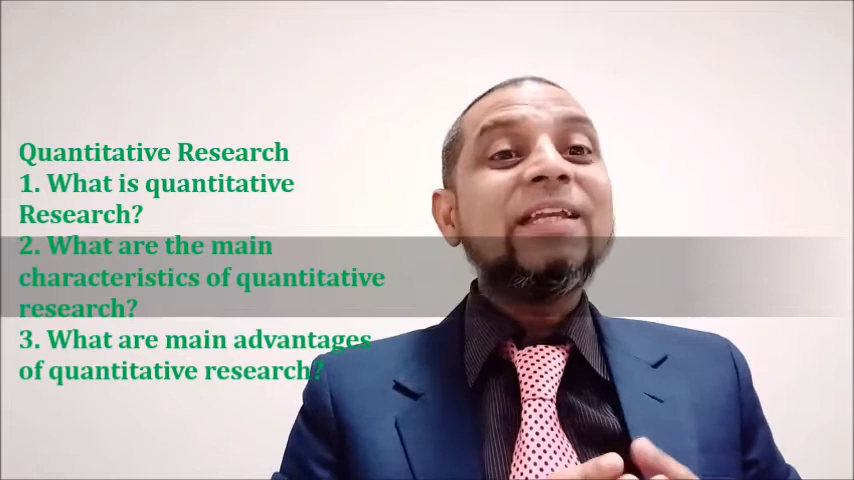 Quantitative Research
1. What is quantitative
Research?
2. What are the main
characteristics of quantitative
research?
3. What are main advantages
of quantitative research?